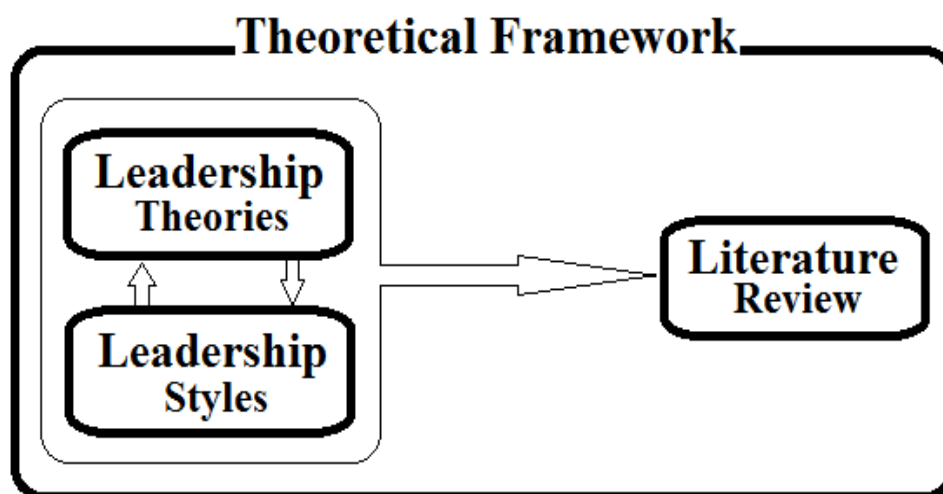 Theoretical Framework
Leadership
Theories
Leadership
Styles
Literature
Review